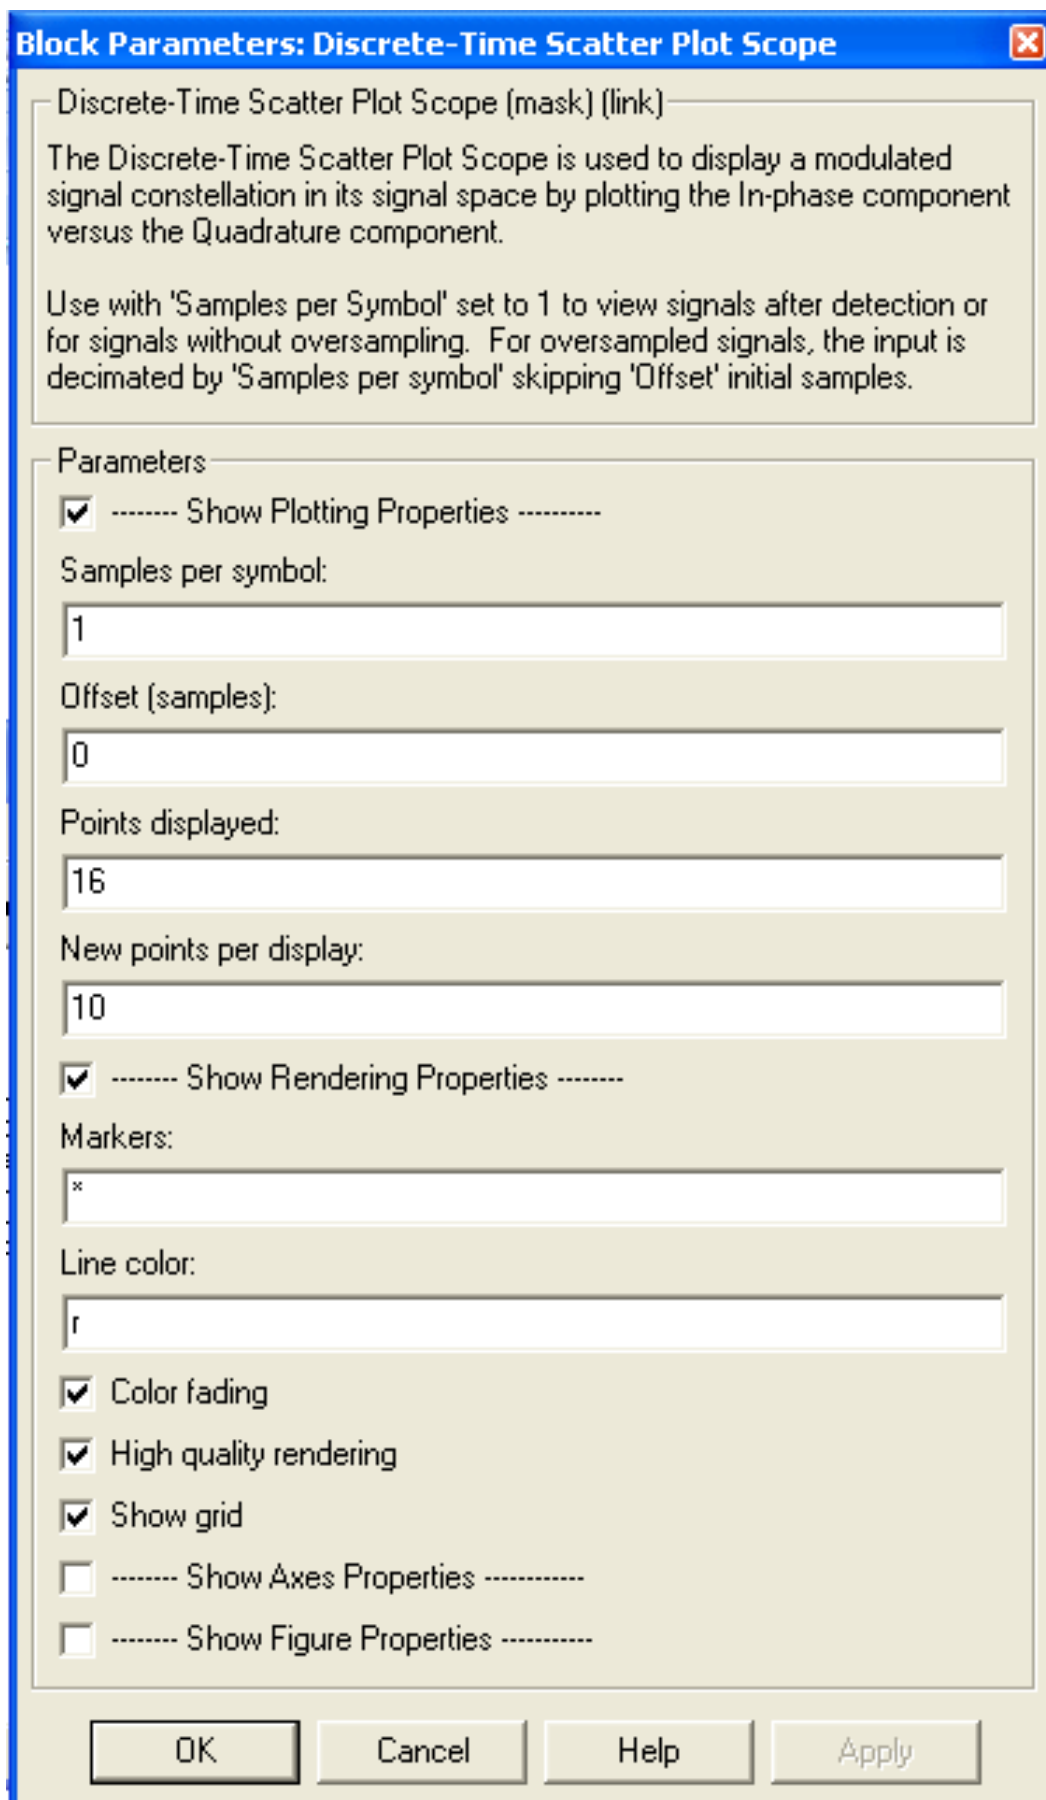 Block Parameters: Discrete-Time Scatter Plot Scope
Discrete-Time Scatter Plot Scope (mask) (link)
The Discrete-Time Scatter Plot Scope is used to display a modulated
signal constellation in its signal space by plotting the In-phase component
versus the Quadrature component.
Use with 'Samples per Symbol' set to 1 to view signals after detection or
for signals without oversampling.  For oversampled signals, the input is
decimated by 'Samples per symbol' skipping 'Offset' initial samples.
Parameters
-------- Show Plotting Properties ----------
Samples per symbol:
1
Offset (samples):
0
Points displayed:
16
New points per display:
10
-------- Show Rendering Properties --------
Markers:
*
Line color:
r
Color fading
High quality rendering
Show grid
-------- Show Axes Properties ------------
-------- Show Figure Properties -----------
OK Cancel Help Apply